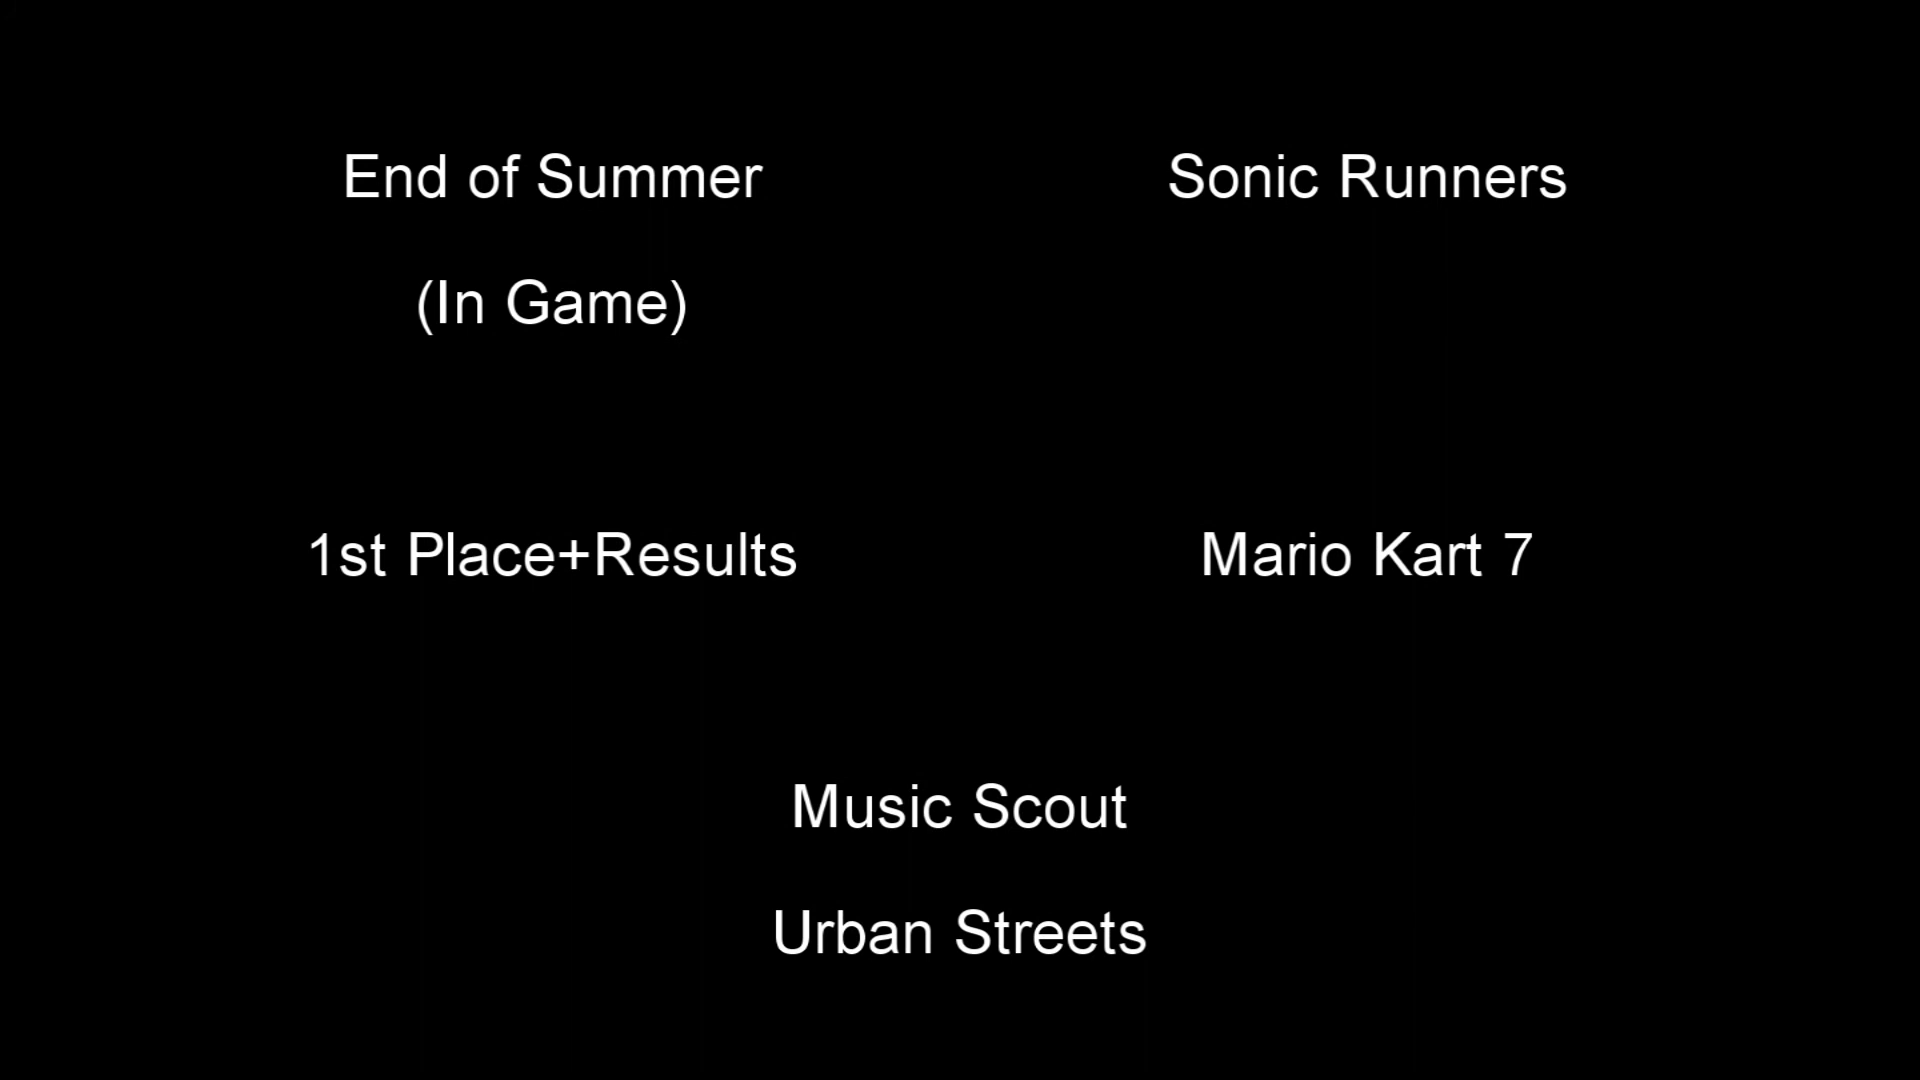 End of Summer
Sonic Runners
(In Game)
1st Place+Results
Mario Kart 7
Music Scout
Urban Streets